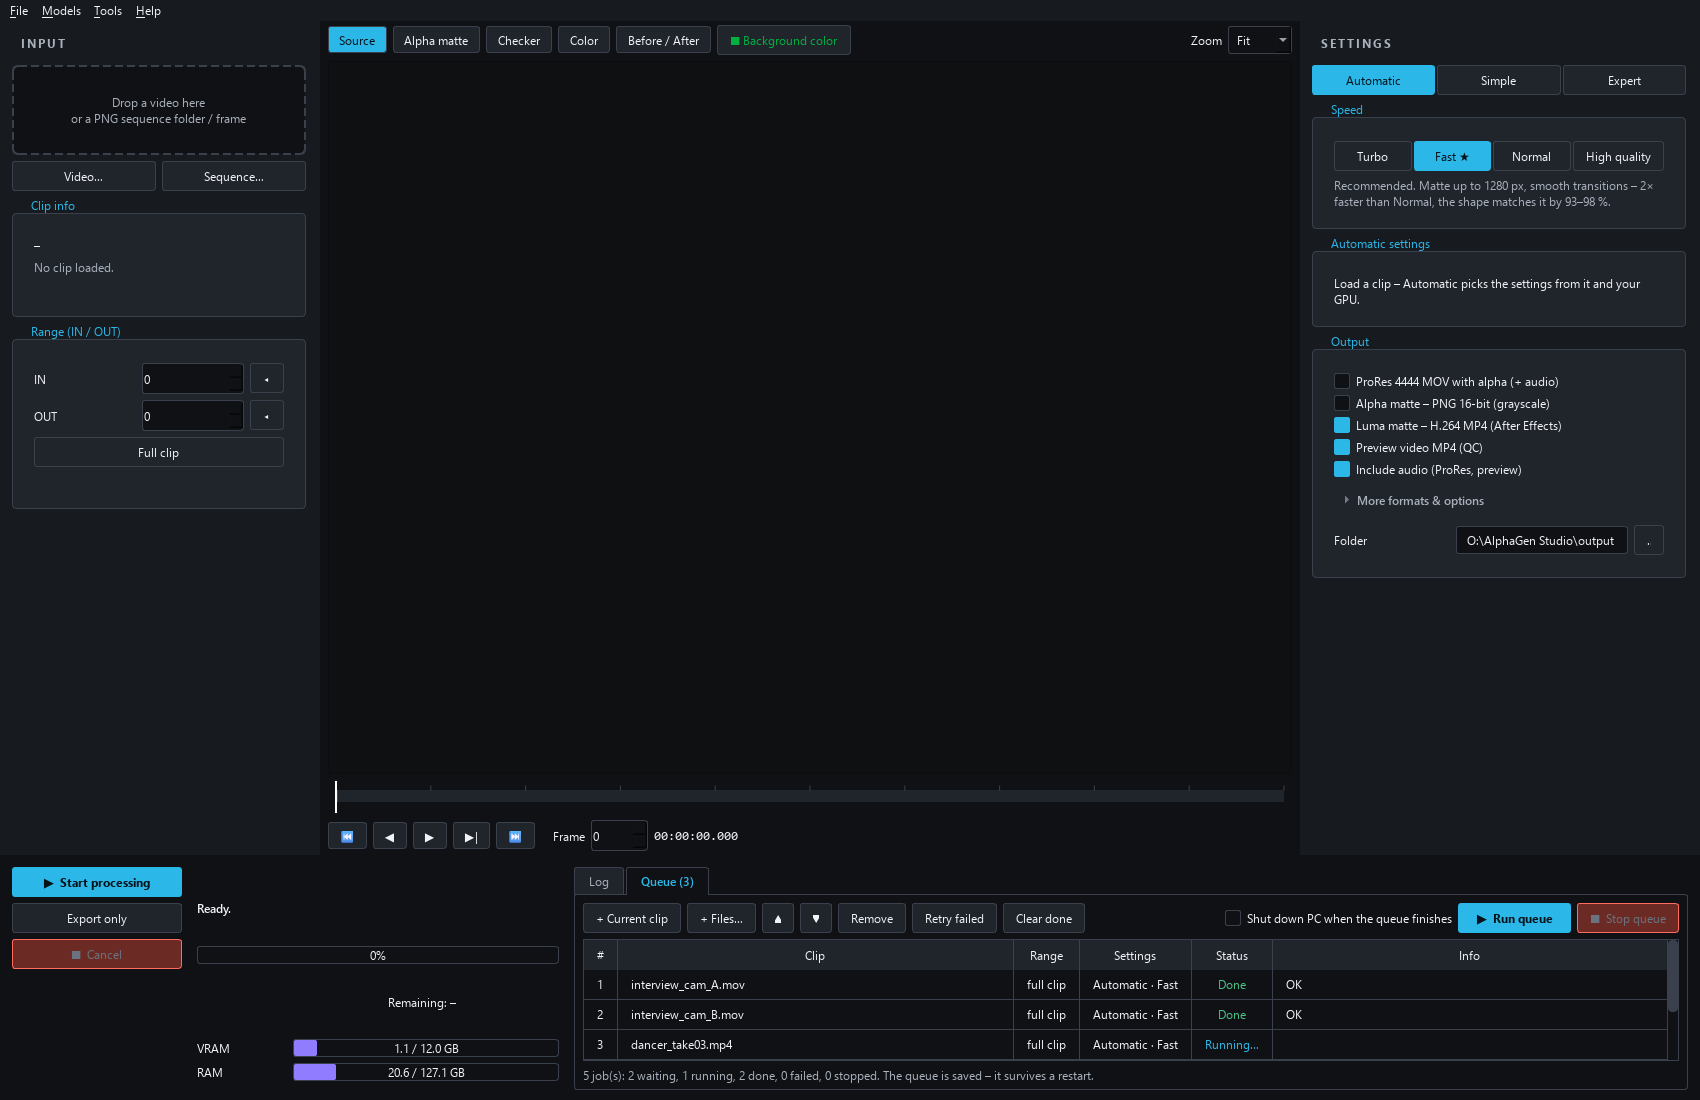 File Models Tools Help
INPUT
Drop a video here
or a PNG sequence folder / frame
Video...
Sequence...
Clip info
–
No clip loaded.
Range (IN / OUT)
IN 0
OUT 0
Full clip
Source Alpha matte Checker Color Before / After Background color Zoom Fit
Frame 0 00:00:00.000
SETTINGS
Automatic Simple Expert
Speed
Turbo Fast ★ Normal High quality
Recommended. Matte up to 1280 px, smooth transitions – 2×
faster than Normal, the shape matches it by 93–98 %.
Automatic settings
Load a clip – Automatic picks the settings from it and your
GPU.
Output
ProRes 4444 MOV with alpha (+ audio)
Alpha matte – PNG 16-bit (grayscale)
Luma matte – H.264 MP4 (After Effects)
Preview video MP4 (QC)
Include audio (ProRes, preview)
More formats & options
Folder O:\AlphaGen Studio\output .
Start processing
Export only
Cancel
Ready.
0%
Remaining: –
VRAM 1.1 / 12.0 GB
RAM 20.6 / 127.1 GB
Log Queue (3)
+ Current clip + Files... ▲ ▼ Remove Retry failed Clear done Shut down PC when the queue finishes ▶ Run queue Stop queue
# Clip Range Settings Status Info
1 interview_cam_A.mov full clip Automatic · Fast Done OK
2 interview_cam_B.mov full clip Automatic · Fast Done OK
3 dancer_take03.mp4 full clip Automatic · Fast Running...
5 job(s): 2 waiting, 1 running, 2 done, 0 failed, 0 stopped. The queue is saved – it survives a restart.